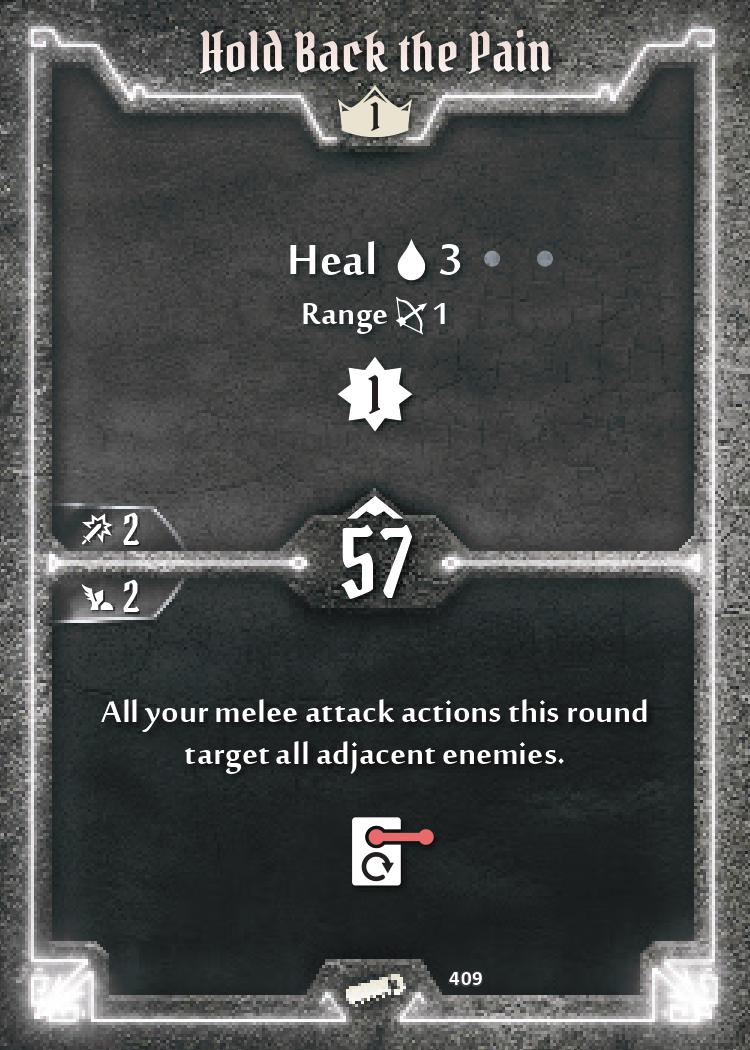 Hold Back the Pain
1
Heal 3
Range 1
1
2
57
2
All your melee attack actions this round
target all adjacent enemies.
409